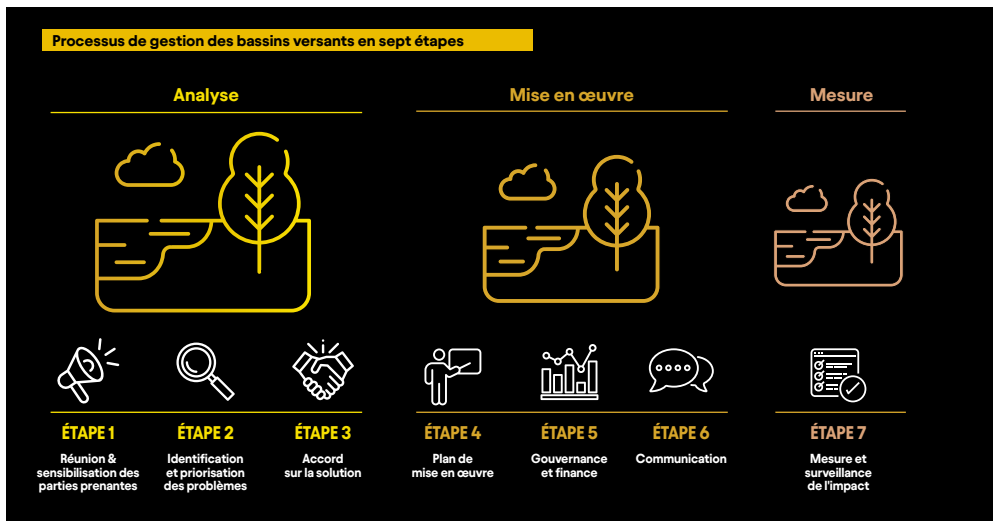 Processus de gestion des bassins versants en sept étapes
Analyse
Mise en œuvre
Mesure
ÉTAPE 1
Réunion &
sensibilisation des
parties prenantes
ÉTAPE 2
Identification
et priorisation
des problèmes
ÉTAPE 3
Accord
sur la solution
ÉTAPE 4
Plan de
mise en œuvre
ÉTAPE 5
Gouvernance
et finance
ÉTAPE 6
Communication
ÉTAPE 7
Mesure et
surveillance
de l'impact